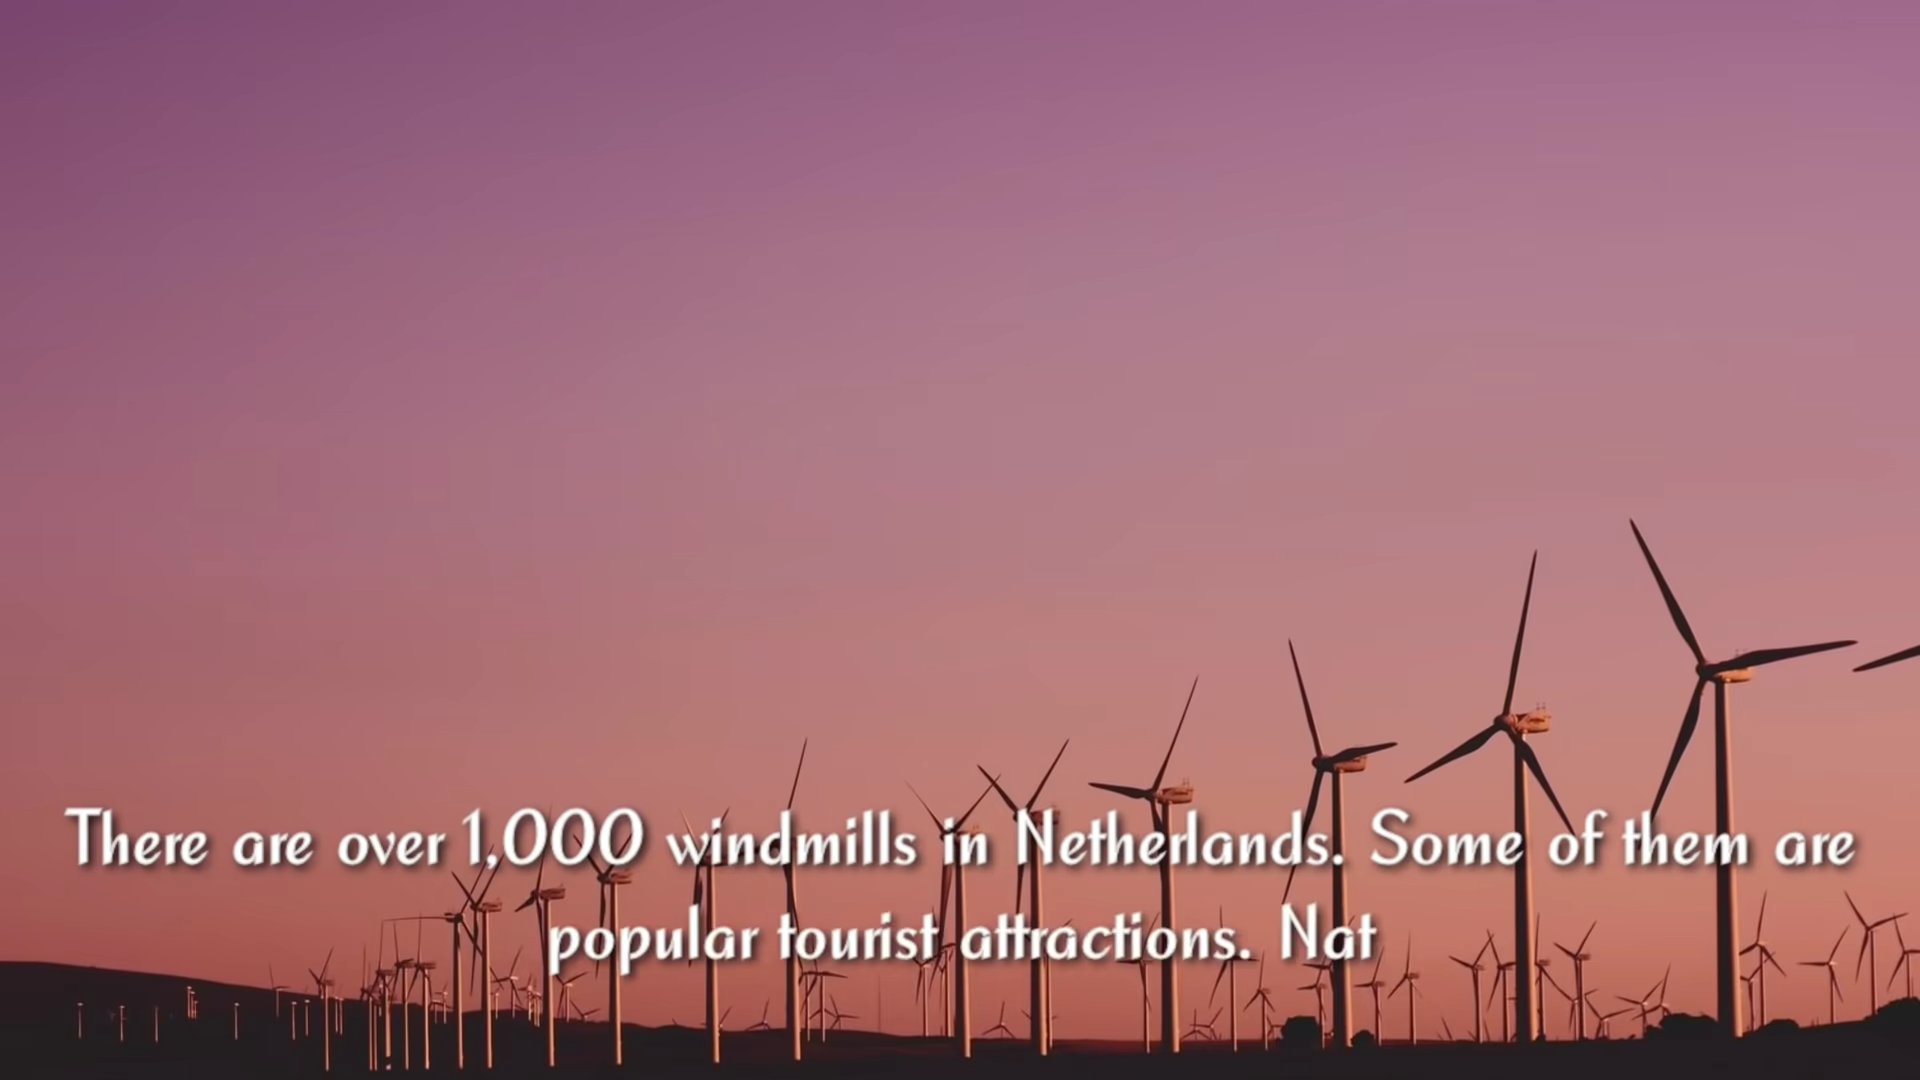 There are over 1,000 windmills in Netherlands. Some of them are
popular tourist attractions. Nat